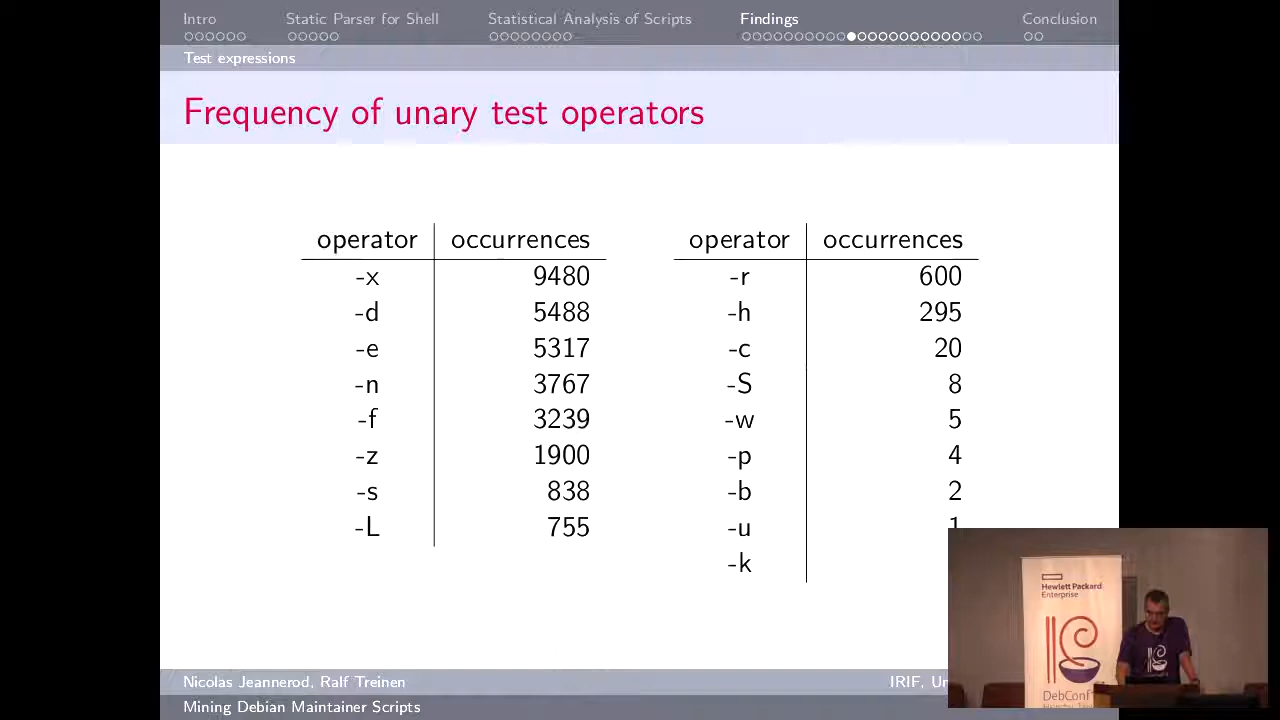 Intro Static Parser for Shell Statistical Analysis of Scripts Findings Conclusion
Test expressions
Frequency of unary test operators
operator occurrences operator occurrences
-x 9480 -r 600
-d 5488 -h 295
-e 5317 -c 20
-n 3767 -S 8
-f 3239 -w 5
-z 1900 -p 4
-s 838 -b 2
-L 755 -u 1
-k
Nicolas Jeannerod, Ralf Treinen IRIF,
Mining Debian Maintainer Scripts
Hewlett Packard
Enterprise
DebConf